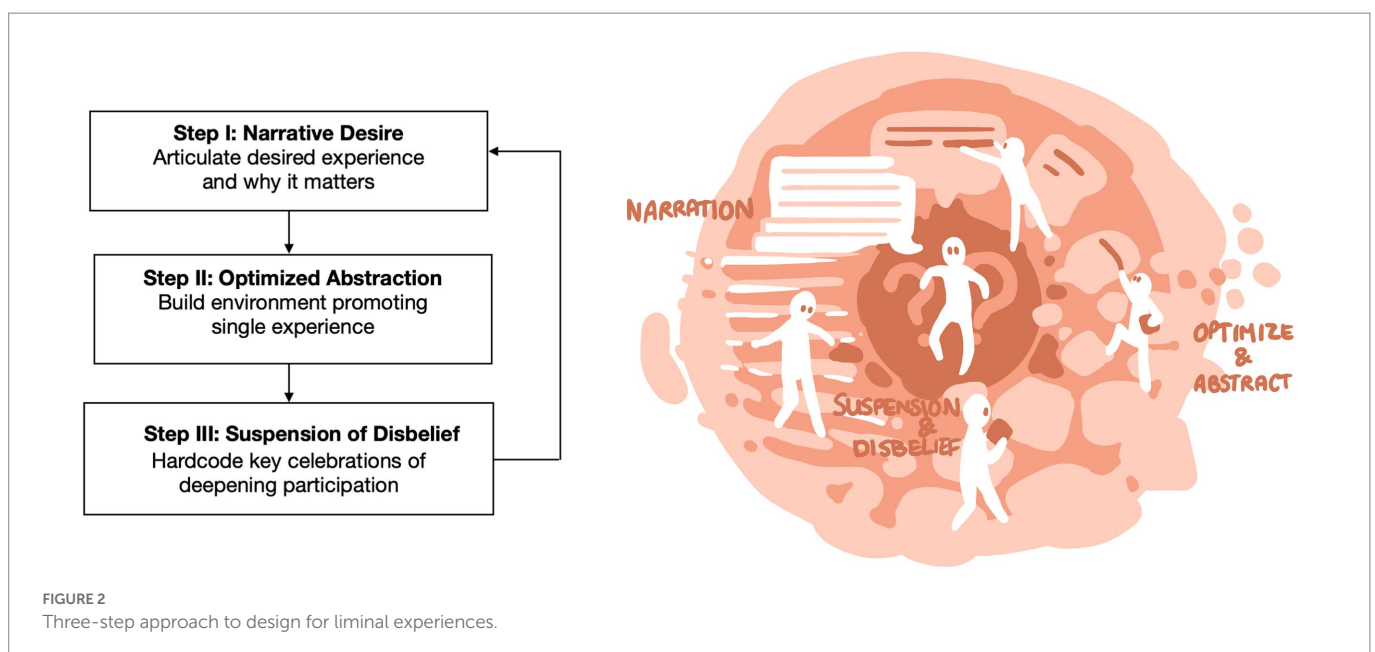 Step I: Narrative Desire
Articulate desired experience
and why it matters
Step II: Optimized Abstraction
Build environment promoting
single experience
Step III: Suspension of Disbelief
Hardcode key celebrations of
deepening participation
NARRATION
OPTIMIZE
&
ABSTRACT
SUSPENSION
&
DISBELIEF
FIGURE 2
Three-step approach to design for liminal experiences.